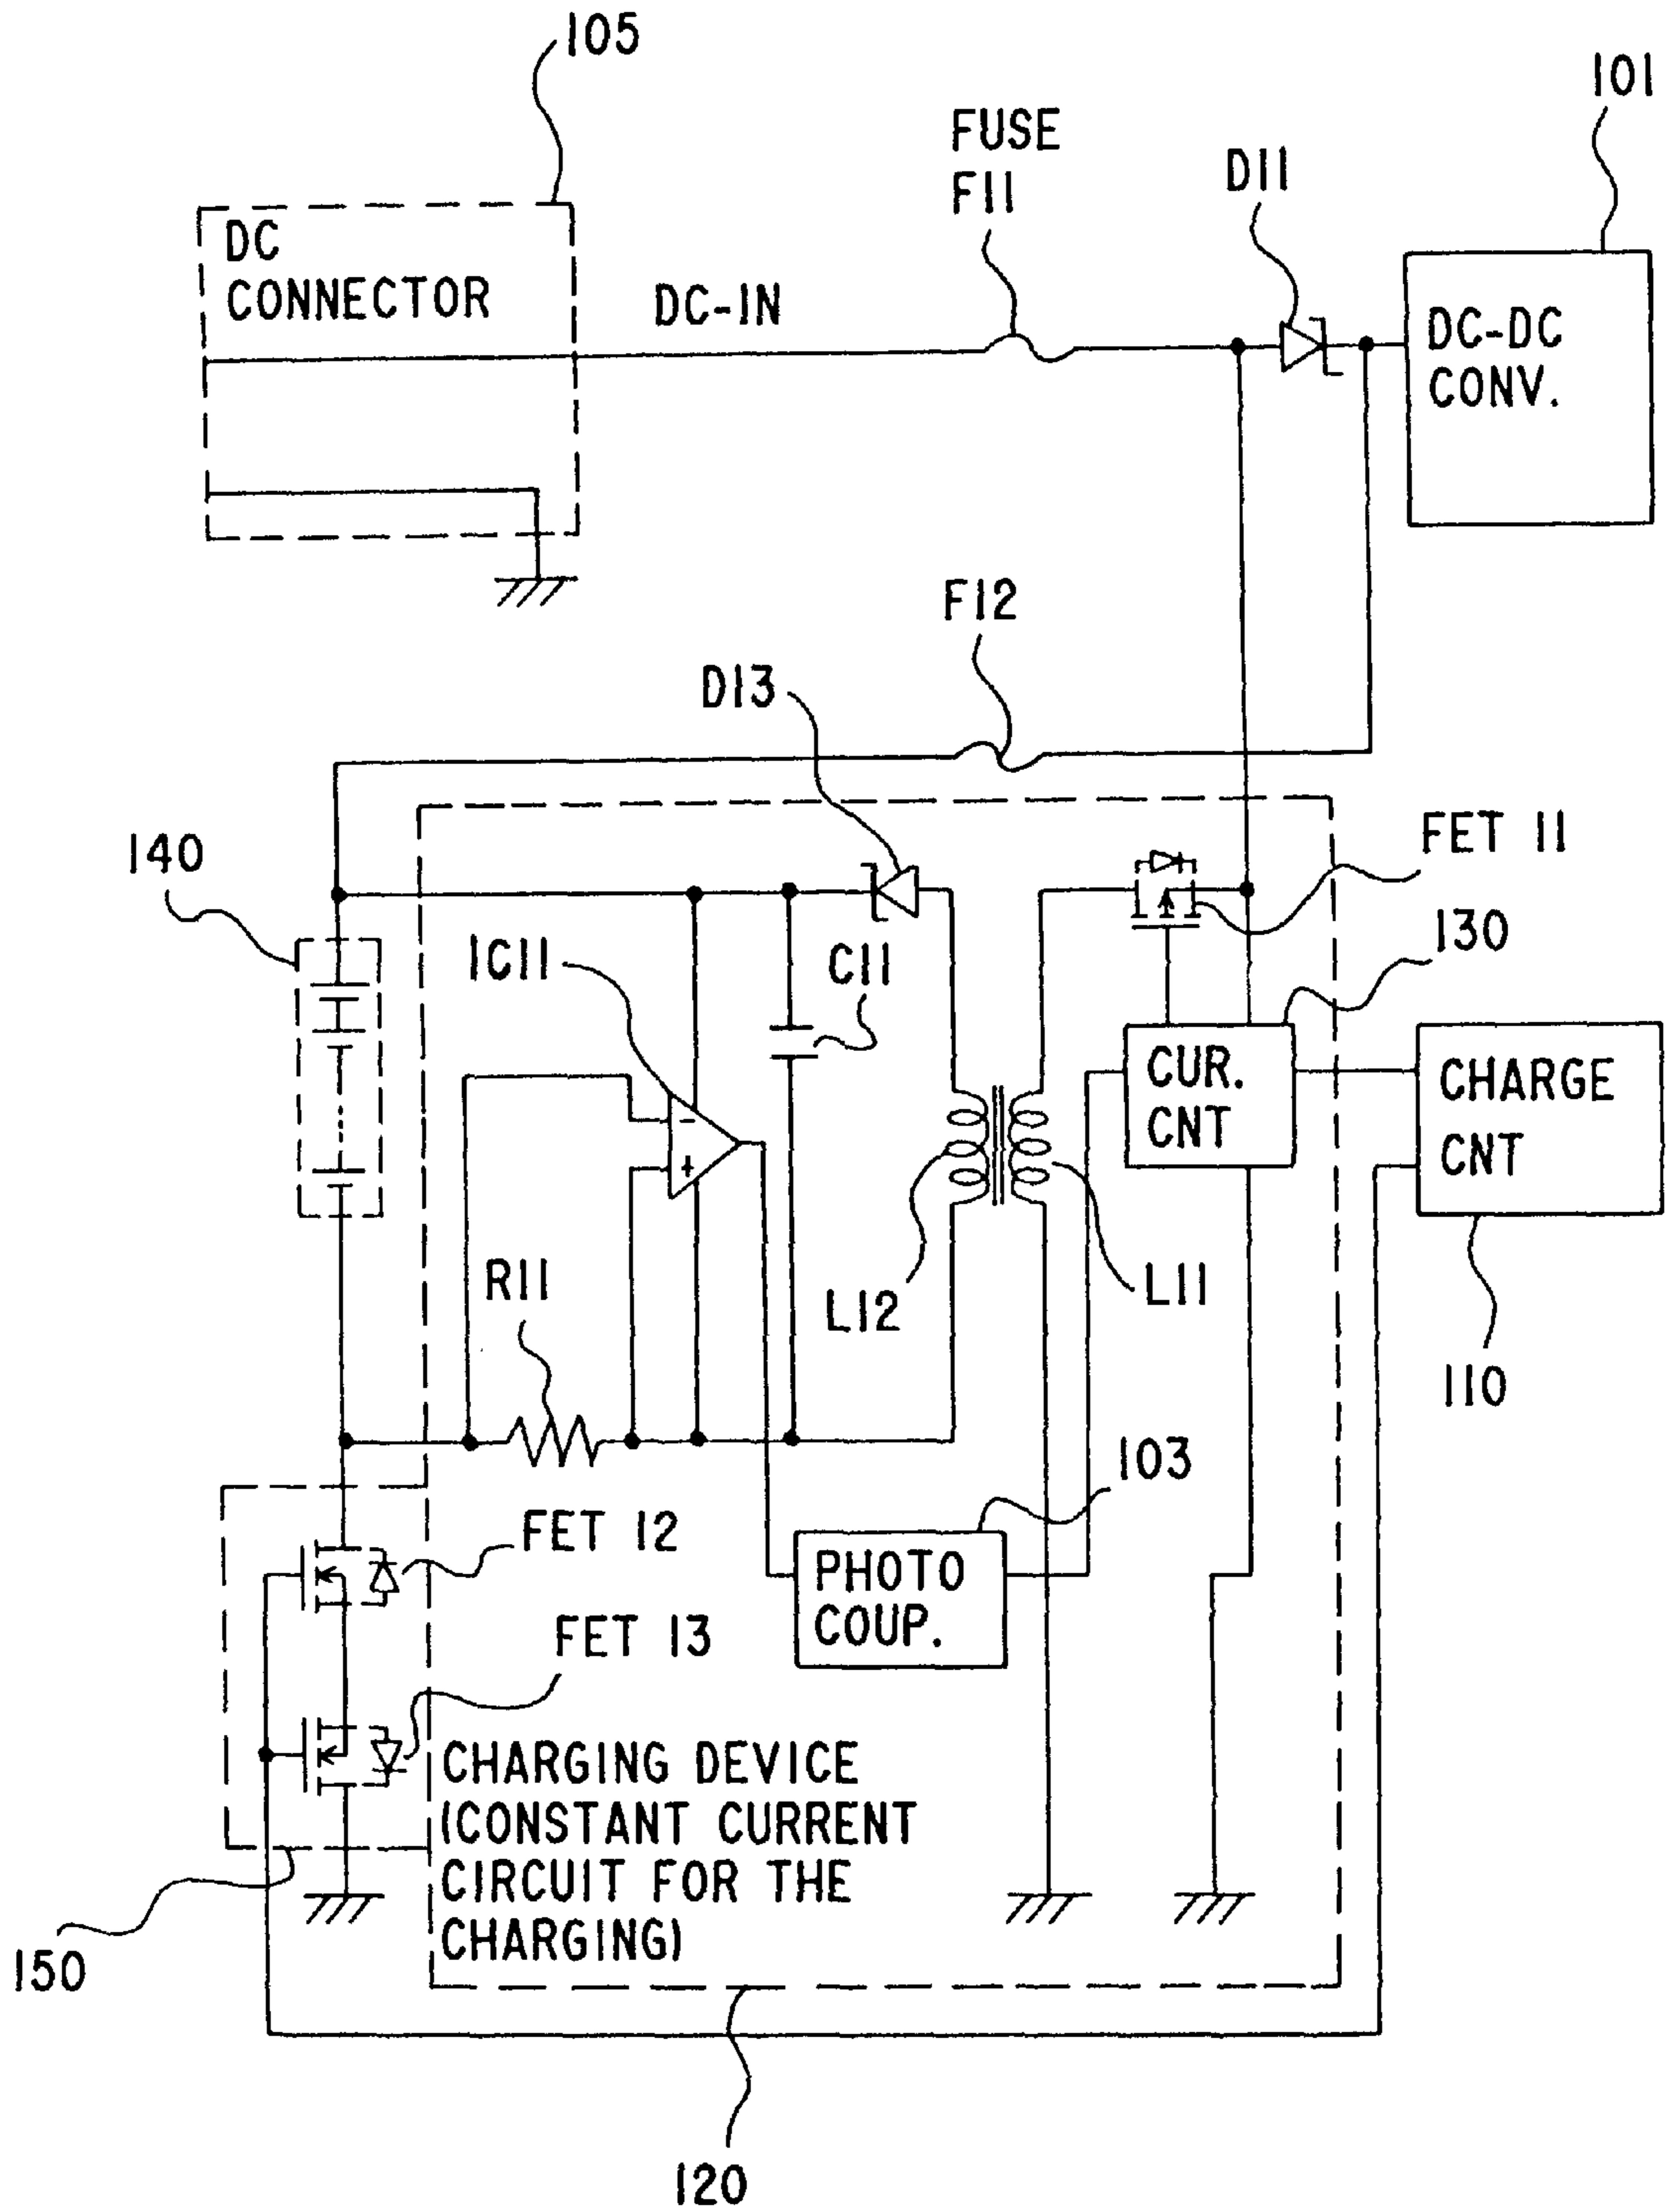 105
101
FUSE
F11
D11
DC
CONNECTOR
DC-IN
DC-DC
CONV.
F12
D13
140
FET 11
130
IC11
C11
CUR.
CNT
CHARGE
CNT
-
+
R11
L12
L11
110
103
FET 12
PHOTO
COUP.
FET 13
CHARGING DEVICE
(CONSTANT CURRENT
CIRCUIT FOR THE
CHARGING)
150
120